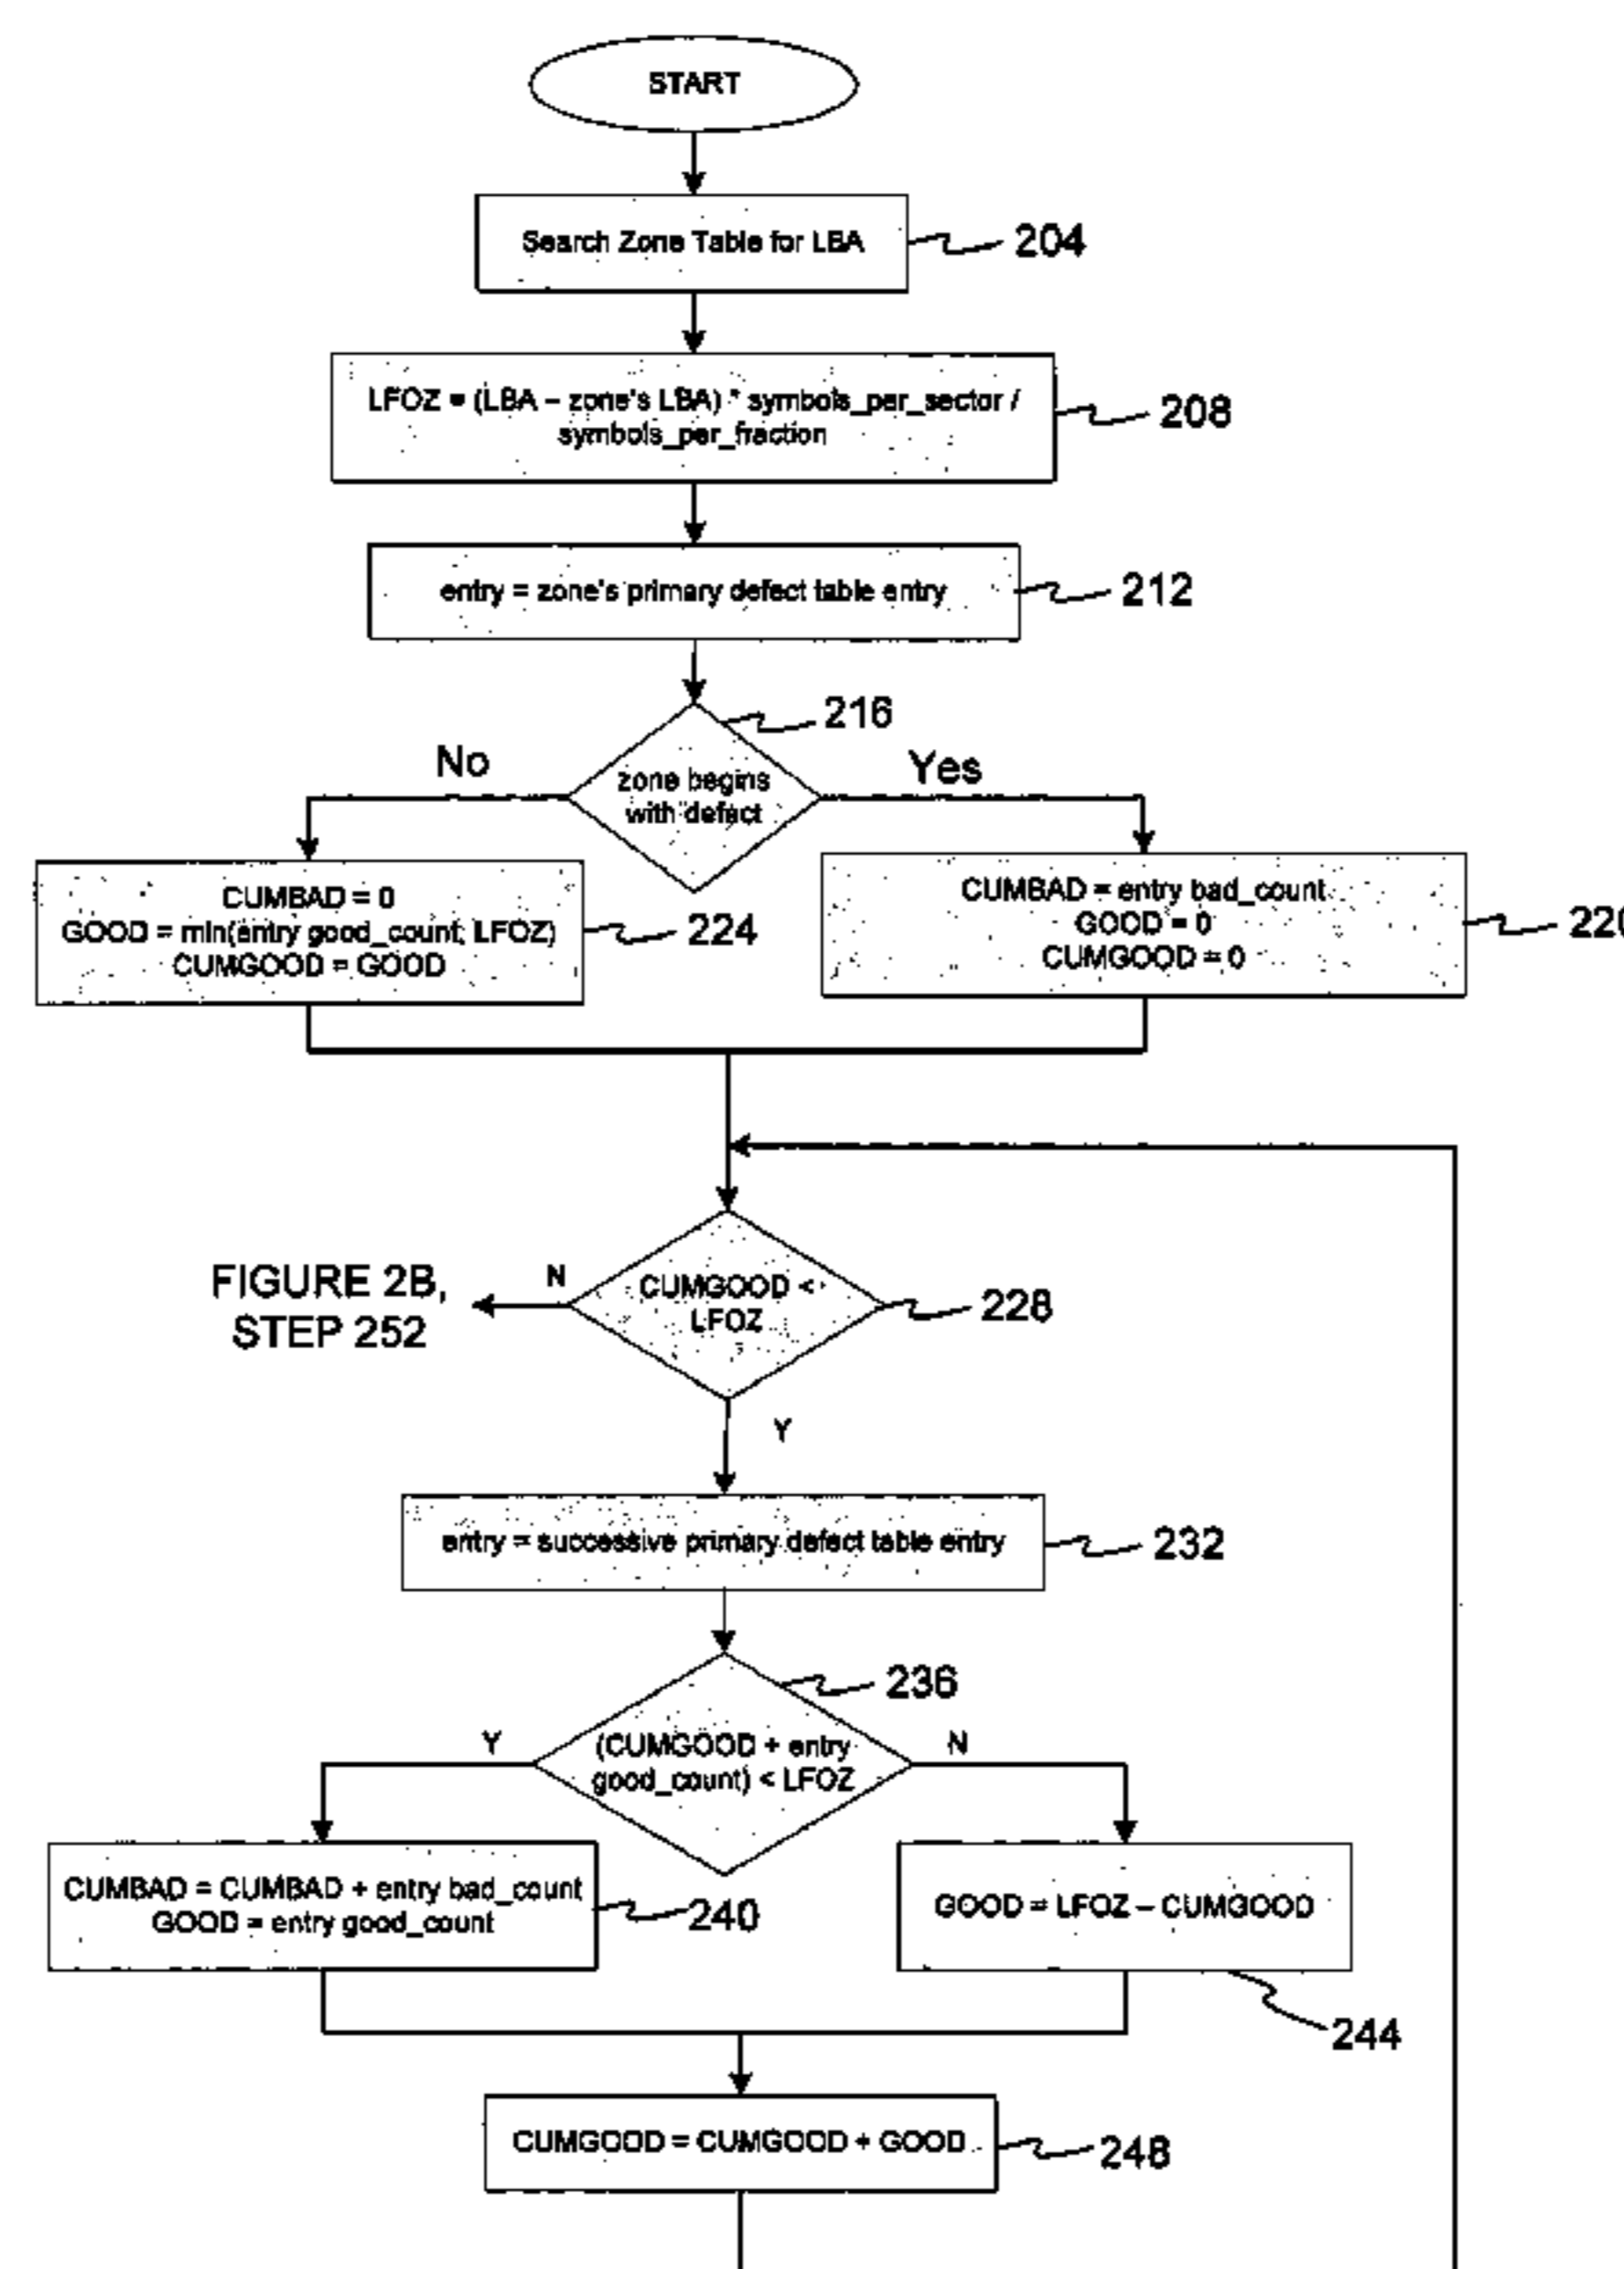 START
Search Zone Table for LBA
204
LFOZ = (LBA – zone's LBA) * symbols_per_sector /
symbols_per_fraction
208
entry = zone's primary defect table entry
212
216
No
Yes
zone begins
with defect
CUMBAD = 0
GOOD = min(entry good_count, LFOZ)
CUMGOOD = GOOD
224
CUMBAD = entry bad_count
GOOD = 0
CUMGOOD = 0
220
FIGURE 2B,
STEP 252
N
CUMGOOD <
LFOZ
228
Y
entry = successive primary defect table entry
232
236
Y
(CUMGOOD + entry
good_count) < LFOZ
N
CUMBAD = CUMBAD + entry bad_count
GOOD = entry good_count
240
GOOD = LFOZ – CUMGOOD
244
CUMGOOD = CUMGOOD + GOOD
248